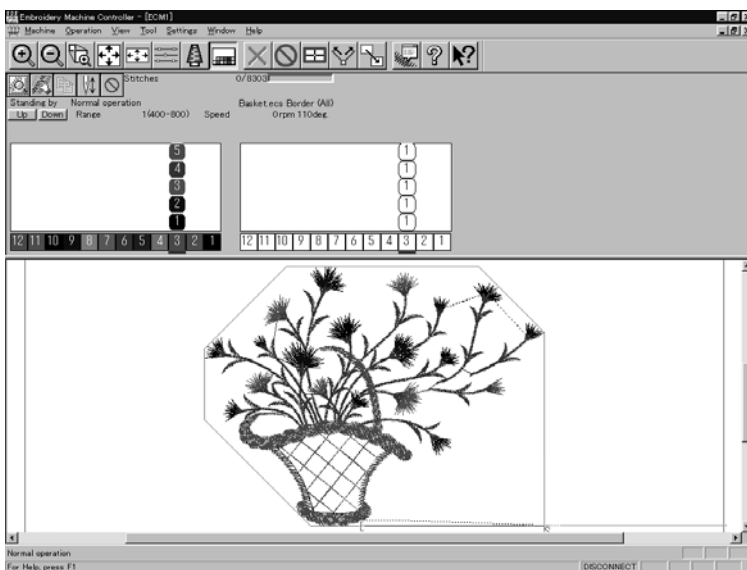 Embroidery Machine Controller - [ECM1]
Machine Operation View Tool Settings Window Help
Stitches 0/8303
Standing by Normal operation Basket.ecs Border (All)
Up Down Range 1(400-800) Speed 0rpm 110deg.
5 1
4 1
3 1
2 1
1 1
12 11 10 9 8 7 6 5 4 3 2 1 12 11 10 9 8 7 6 5 4 3 2 1
Normal operation
For Help, press F1 DISCONNECT